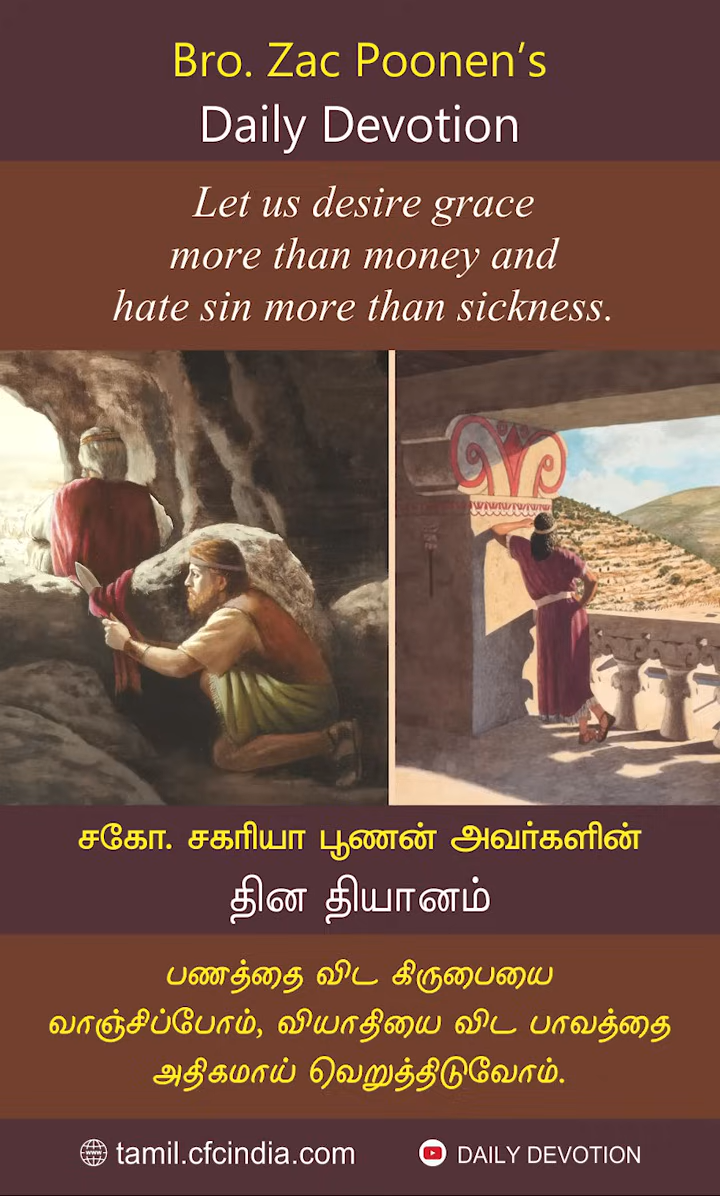 Bro. Zac Poonen's
Daily Devotion
Let us desire grace
more than money and
hate sin more than sickness.
சகோ. சகரியா பூணன் அவர்களின்
தின தியானம்
பணத்தை விட கிருபையை
வாஞ்சிப்போம், வியாதியை விட பாவத்தை
அதிகமாய் வெறுத்திடுவோம்.
tamil.cfcindia.com
DAILY DEVOTION